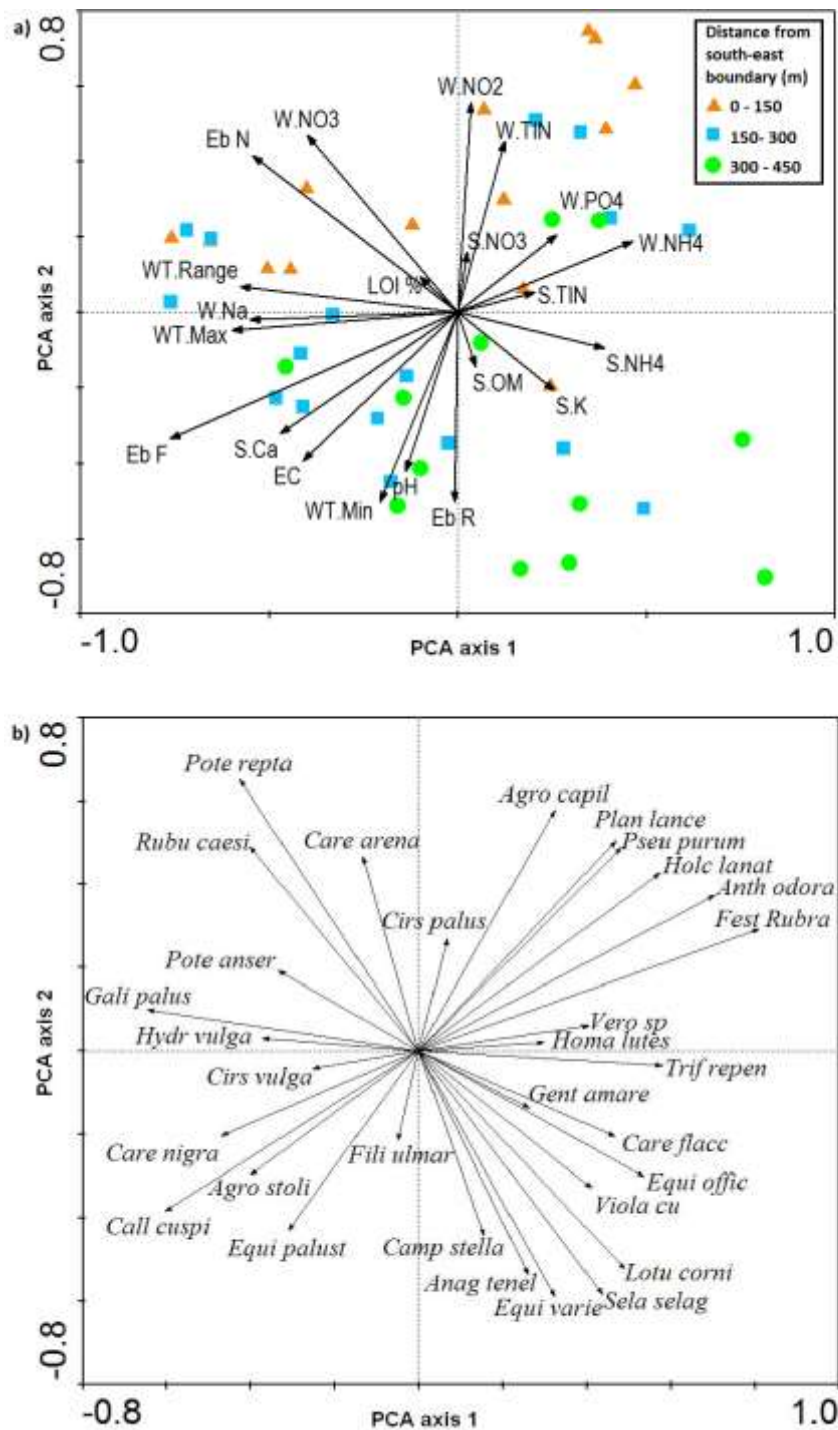 a)
0.8
Distance from
south-east
boundary (m)
0 - 150
150- 300
300 - 450
W.NO2
W.NO3
W.TIN
Eb N
W.PO4
S.NO3
W.NH4
WT.Range
LOI %
S.TIN
W.Na
WT.Max
S.NH4
S.OM
S.K
Eb F
S.Ca
EC
pH
WT.Min
Eb R
PCA axis 2
-0.8
-1.0
PCA axis 1
1.0
b)
0.8
Pote repta
Agro capil
Plan lance
Rubu caesi
Care arena
Pseu purum
Holc lanat
Anth odora
Cirs palus
Fest Rubra
Pote anser
Gali palus
Vero sp
Hydr vulga
Homa lutes
Cirs vulga
Trif repen
Gent amare
Care nigra
Fili ulmar
Care flacc
Agro stoli
Equi offic
Viola cu
Call cuspi
Equi palust
Camp stella
Anag tenel
Lotu corni
Equi varie
Sela selag
PCA axis 2
-0.8
-0.8
PCA axis 1
1.0